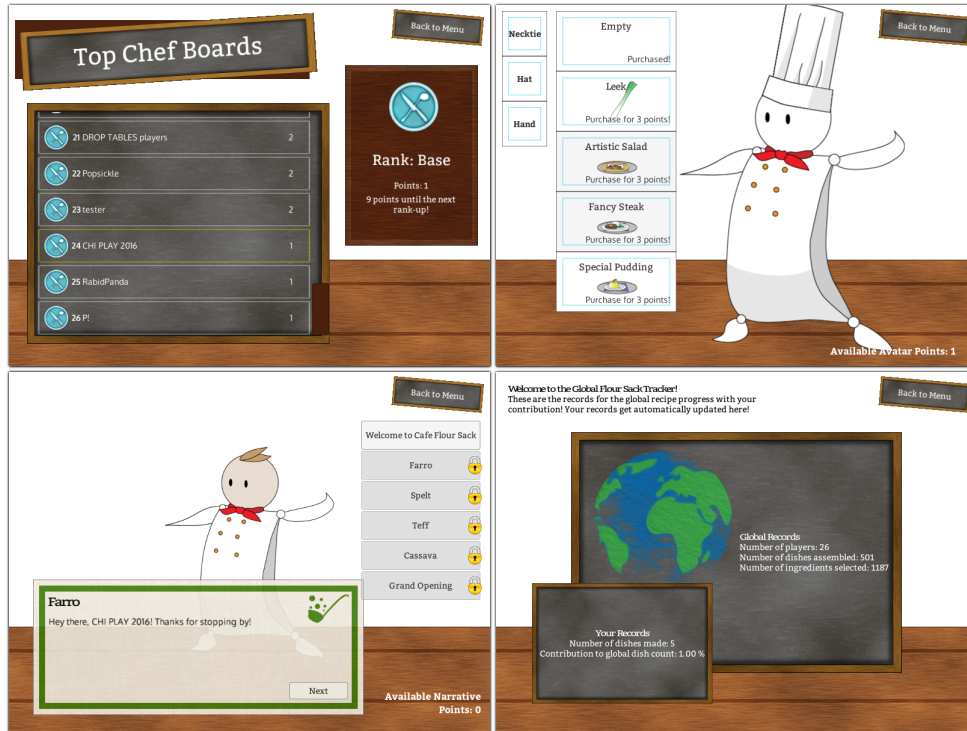 Back to Menu
Top Chef Boards
21 DROP TABLES players 2
22 Popsickle 2
23 tester 2
24 CHI PLAY 2016 1
25 RabidPanda 1
26 P! 1
Rank: Base
Points: 1
9 points until the next
rank-up!
Back to Menu
Necktie
Hat
Hand
Empty
Purchased!
Leek
Purchase for 3 points!
Artistic Salad
Purchase for 3 points!
Fancy Steak
Purchase for 3 points!
Special Pudding
Purchase for 3 points!
Available Avatar Points: 1
Back to Menu
Welcome to Cafe Flour Sack
Farro
Spelt
Teff
Cassava
Grand Opening
Farro
Hey there, CHI PLAY 2016! Thanks for stopping by!
Next
Available Narrative
Points: 0
Welcome to the Global Flour Sack Tracker!
These are the records for the global recipe progress with your
contribution! Your records get automatically updated here!
Back to Menu
Global Records
Number of players: 26
Number of dishes assembled: 501
Number of ingredients selected: 1187
Your Records
Number of dishes made: 5
Contribution to global dish count: 1.00 %